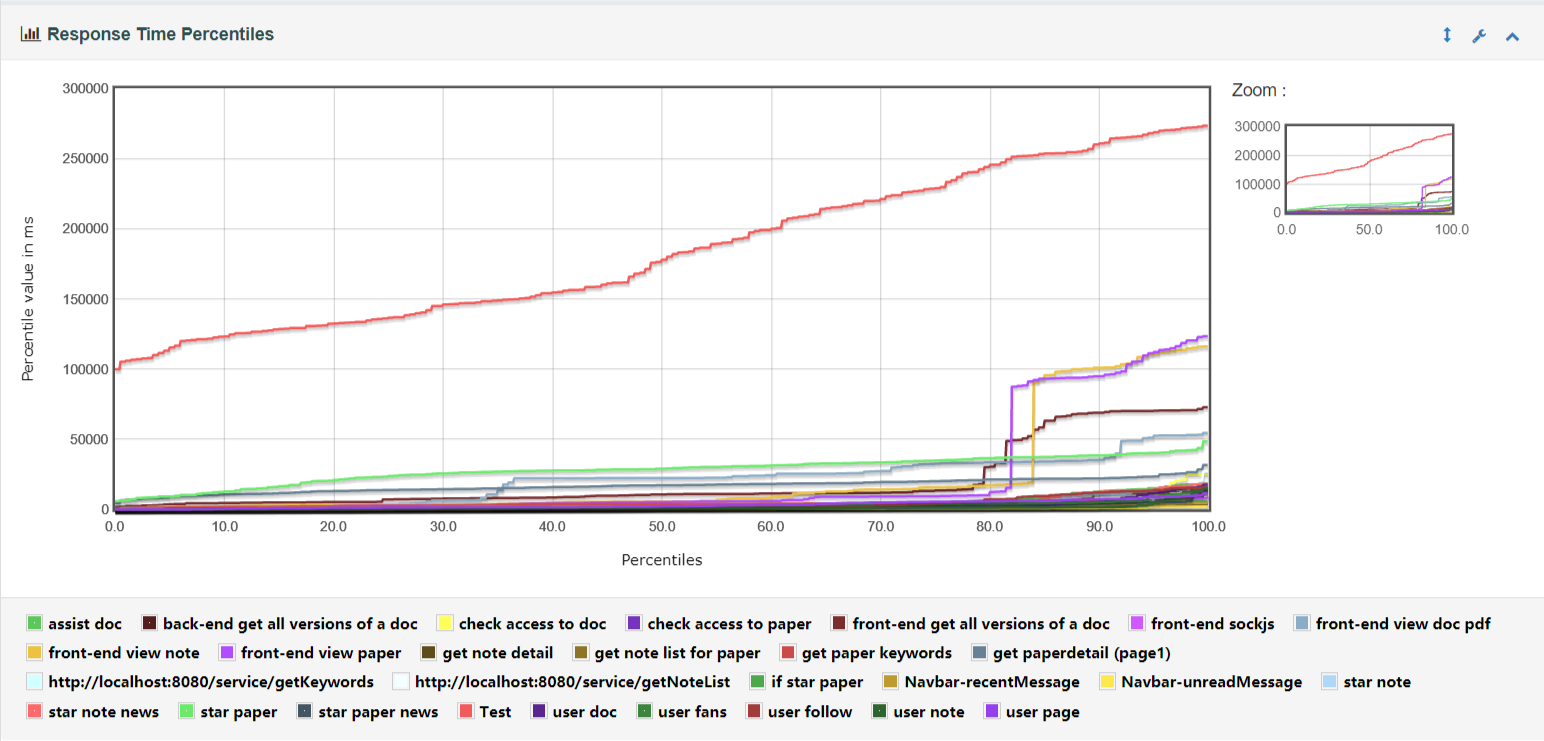 Response Time Percentiles
Zoom :
300000
250000
200000
150000
100000
50000
0
Percentile value in ms
0.0 10.0 20.0 30.0 40.0 50.0 60.0 70.0 80.0 90.0 100.0
Percentiles
300000
200000
100000
0
0.0 50.0 100.0
assist doc back-end get all versions of a doc check access to doc check access to paper front-end get all versions of a doc front-end sockjs front-end view doc pdf
front-end view note front-end view paper get note detail get note list for paper get paper keywords get paperdetail (page1)
http://localhost:8080/service/getKeywords http://localhost:8080/service/getNoteList if star paper Navbar-recentMessage Navbar-unreadMessage star note
star note news star paper star paper news Test user doc user fans user follow user note user page